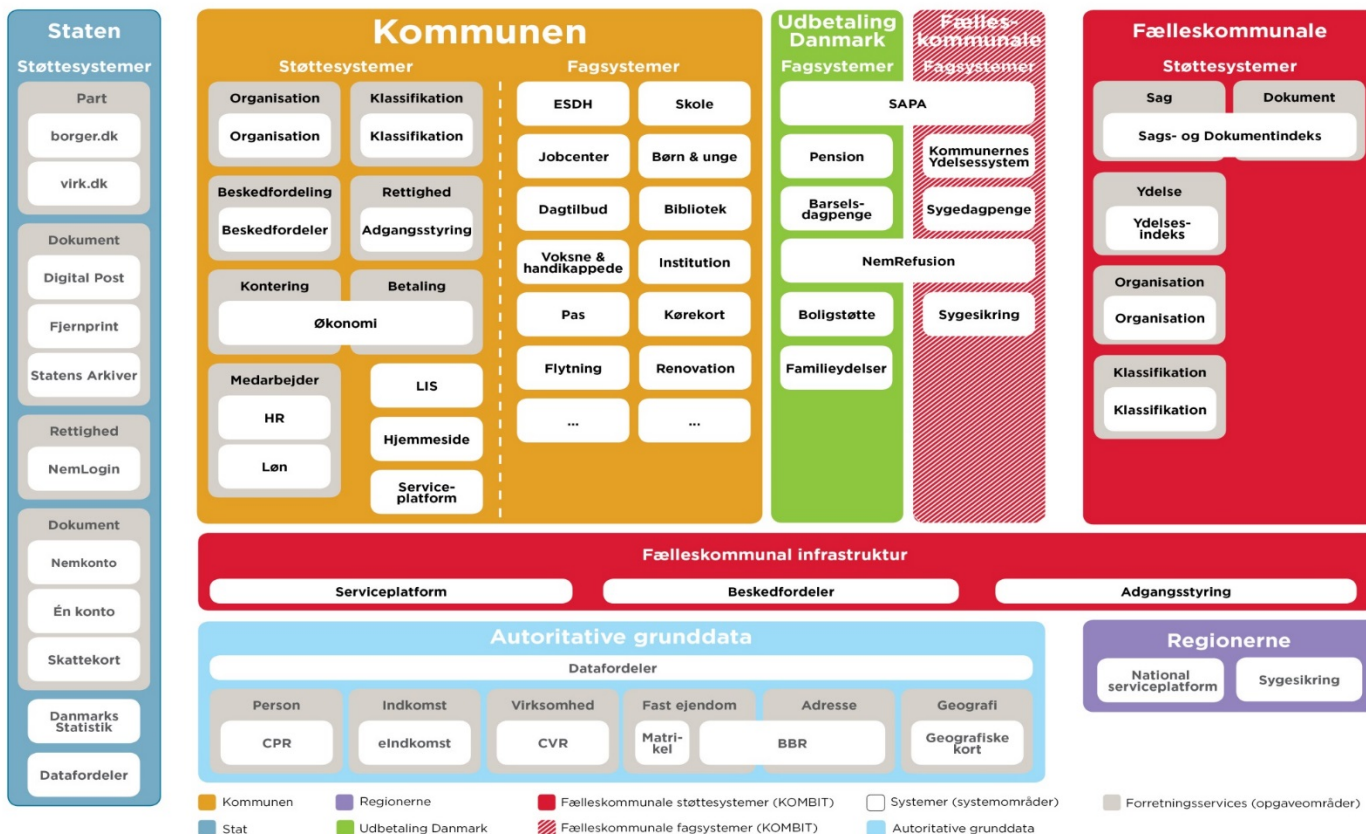 Staten
Støttesystemer
Part
borger.dk
virk.dk
Dokument
Digital Post
Fjernprint
Statens Arkiver
Rettighed
NemLogin
Dokument
Nemkonto
Én konto
Skattekort
Danmarks
Statistik
Datafordeler
Kommunen
Støttesystemer
Organisation
Organisation
Klassifikation
Klassifikation
Beskedfordeling
Beskedfordeler
Rettighed
Adgangsstyring
Kontering
Betaling
Økonomi
Medarbejder
HR
Løn
LIS
Hjemmeside
Service-
platform
Fagsystemer
ESDH
Skole
Jobcenter
Børn & unge
Dagtilbud
Bibliotek
Voksne &
handikappede
Institution
Pas
Kørekort
Flytning
Renovation
...
...
Udbetaling
Danmark
Fagsystemer
Fælles-
kommunale
Fagsystemer
SAPA
Pension
Kommunernes
Ydelsessystem
Barsels-
dagpenge
Sygedagpenge
NemRefusion
Boligstøtte
Sygesikring
Familieydelser
Fælleskommunale
Støttesystemer
Sag
Dokument
Sags- og Dokumentindeks
Ydelse
Ydelses-
indeks
Organisation
Organisation
Klassifikation
Klassifikation
Fælleskommunal infrastruktur
Serviceplatform
Beskedfordeler
Adgangsstyring
Autoritative grunddata
Datafordeler
Person
CPR
Indkomst
eIndkomst
Virksomhed
CVR
Fast ejendom
Matri-
kel
Adresse
BBR
Geografi
Geografiske
kort
Regionerne
National
serviceplatform
Sygesikring
Kommunen
Regionerne
Fælleskommunale støttesystemer (KOMBIT)
Systemer (systemområder)
Forretningsservices (opgaveområder)
Stat
Udbetaling Danmark
Fælleskommunale fagsystemer (KOMBIT)
Autoritative grunddata